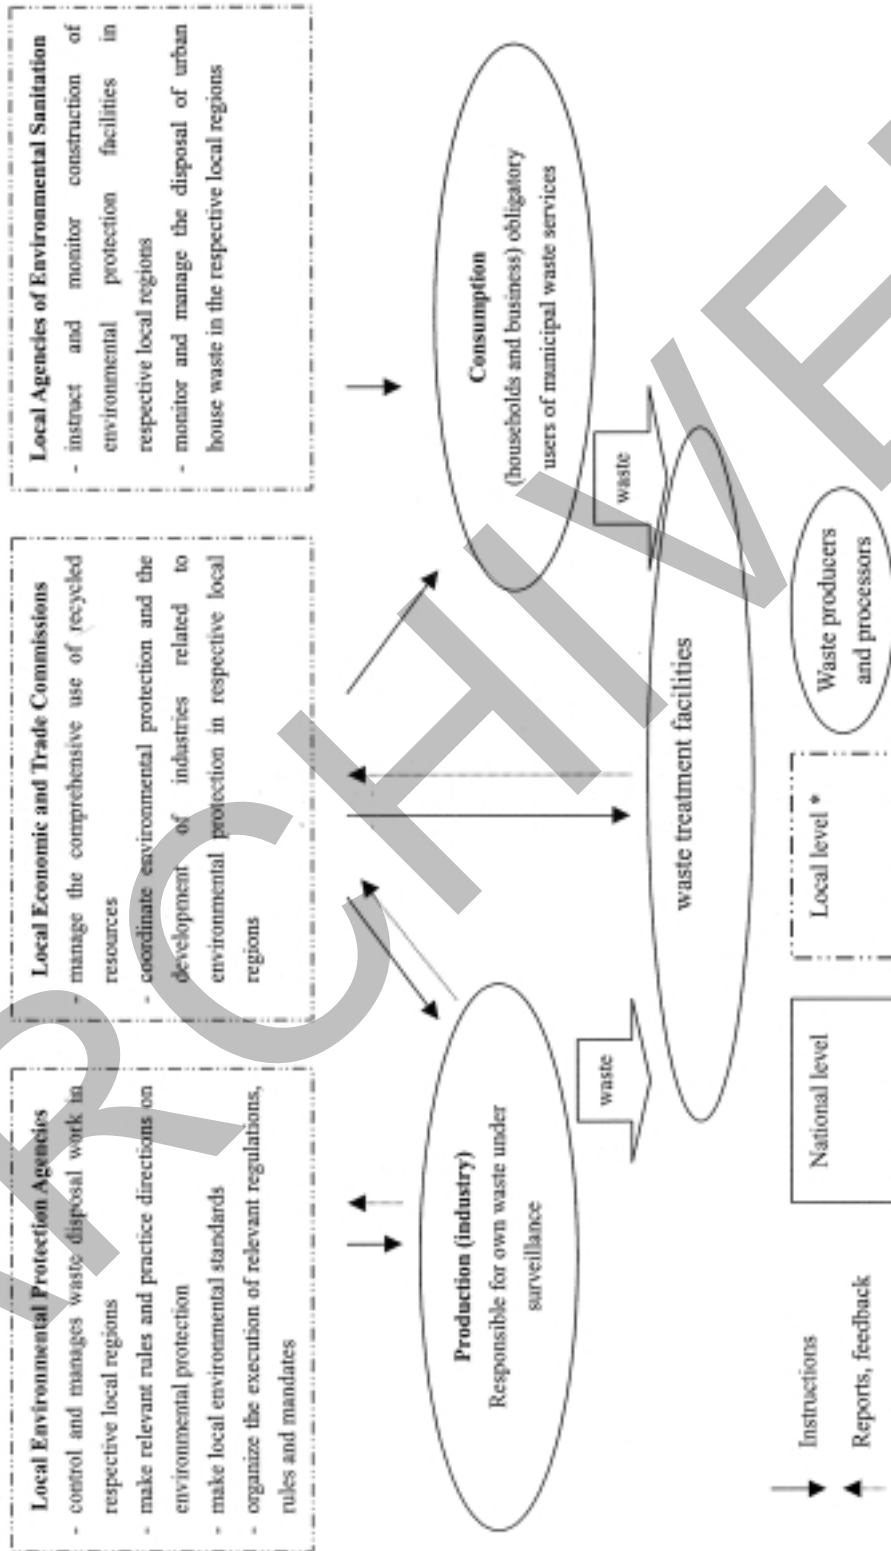 Local Environmental Protection Agencies
- control and manages waste disposal work in
respective local regions
- make relevant rules and practice directions on
environmental protection
- make local environmental standards
- organize the execution of relevant regulations,
rules and mandates
Local Economic and Trade Commissions
- manage the comprehensive use of recycled
resources
- coordinate environmental protection and the
development of industries related to
environmental protection in respective local
regions
Local Agencies of Environmental Sanitation
- instruct and monitor construction of
environmental protection facilities in
respective local regions
- monitor and manage the disposal of urban
house waste in the respective local regions
Production (industry)
Responsible for own waste under
surveillance
Consumption
(households and business) obligatory
users of municipal waste services
waste
waste
waste treatment facilities
Instructions
Reports, feedback
National level
Local level *
Waste producers
and processors
RCHIVE